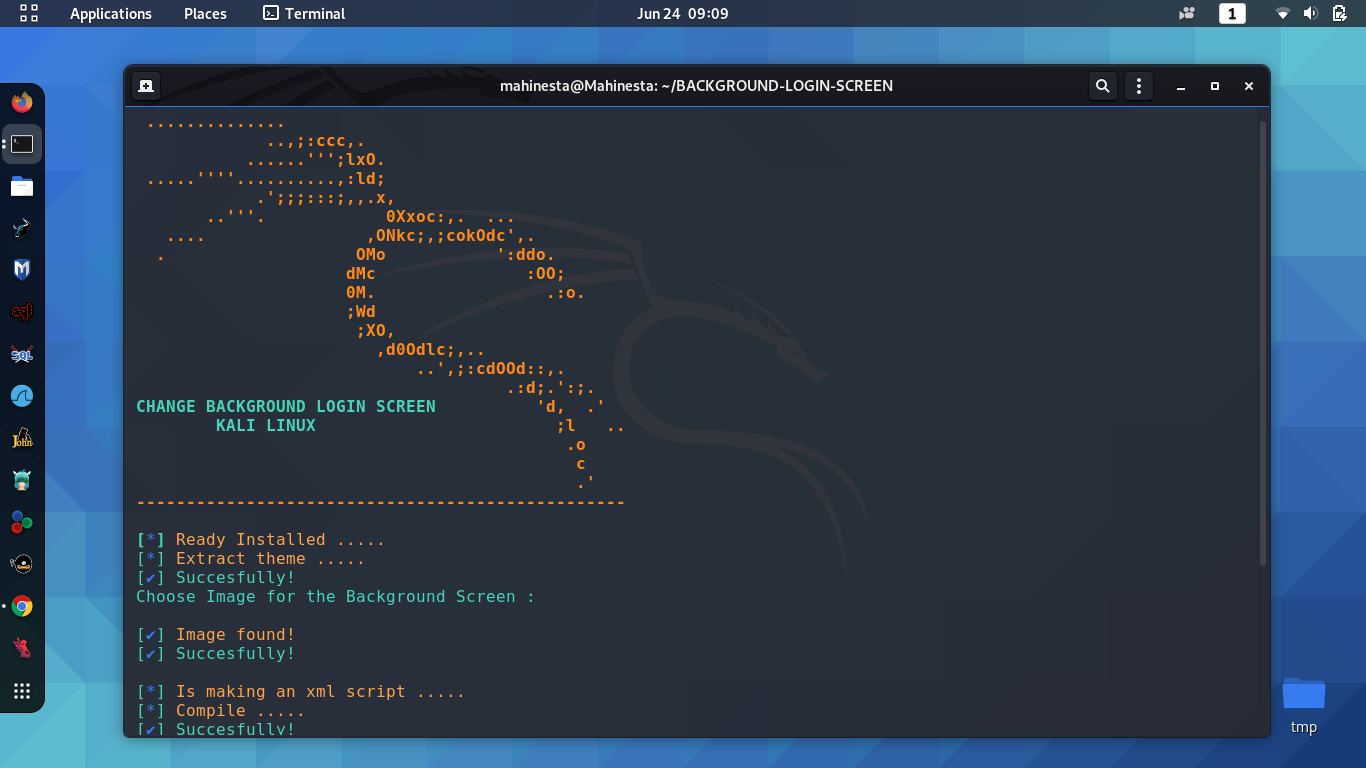 Applications Places Terminal Jun 24 09:09 1
mahinesta@Mahinesta: ~/BACKGROUND-LOGIN-SCREEN
..............
..,;:ccc,.
......''';lxO.
.....''''..........,:ld;
.';;;:::;,,.x,
..'''. 0Xxoc:,. ...
.... ,ONkc;,;cokOdc',.
. OMo ':ddo.
dMc :OO;
0M. .:o.
;Wd
;XO,
,d0Odlc;,..
..',;:cdOOd::,.
.:d;.':;.
CHANGE BACKGROUND LOGIN SCREEN 'd, .'
KALI LINUX ;l ..
.o
c
.'
-------------------------------------------------
[*] Ready Installed .....
[*] Extract theme .....
[✔] Succesfully!
Choose Image for the Background Screen :
[✔] Image found!
[✔] Succesfully!
[*] Is making an xml script .....
[*] Compile .....
[✔] Succesfully!
SQL
John
tmp